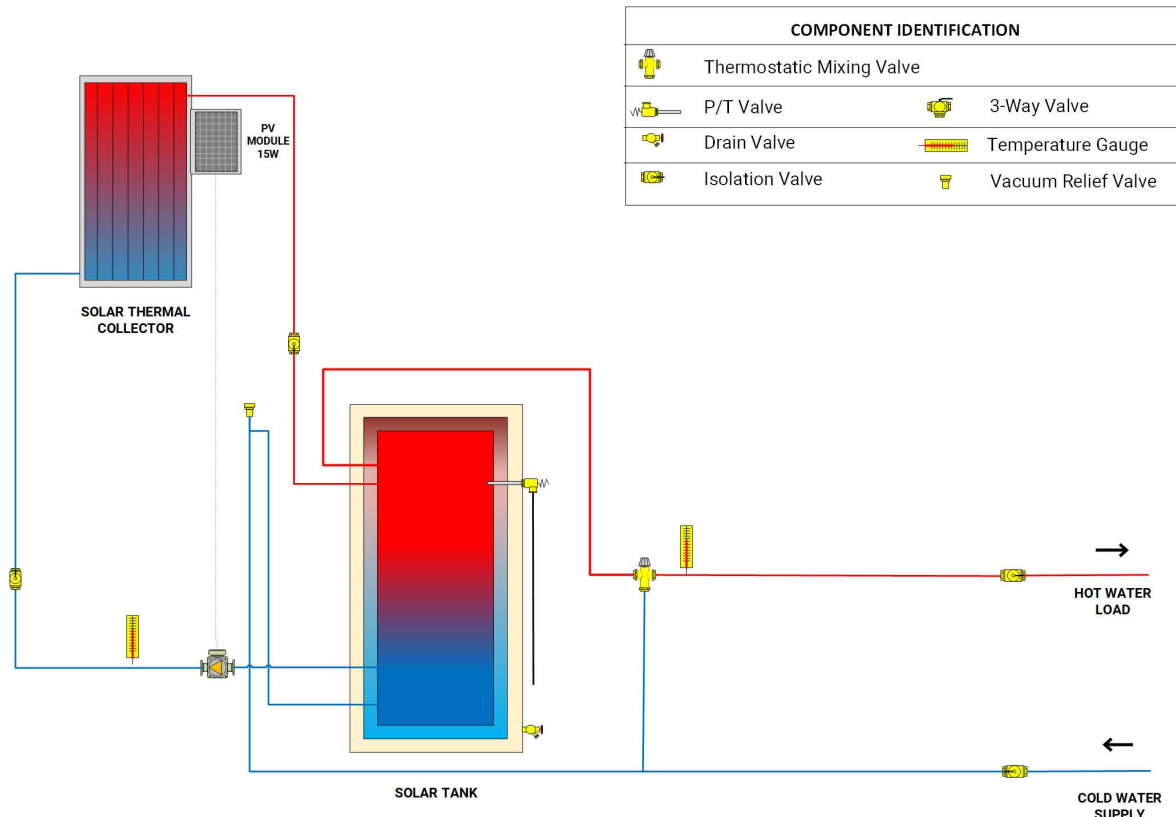 COMPONENT IDENTIFICATION
Thermostatic Mixing Valve
P/T Valve
3-Way Valve
Drain Valve
Temperature Gauge
Isolation Valve
Vacuum Relief Valve
PV
MODULE
15W
SOLAR THERMAL
COLLECTOR
HOT WATER
LOAD
SOLAR TANK
COLD WATER
SUPPLY